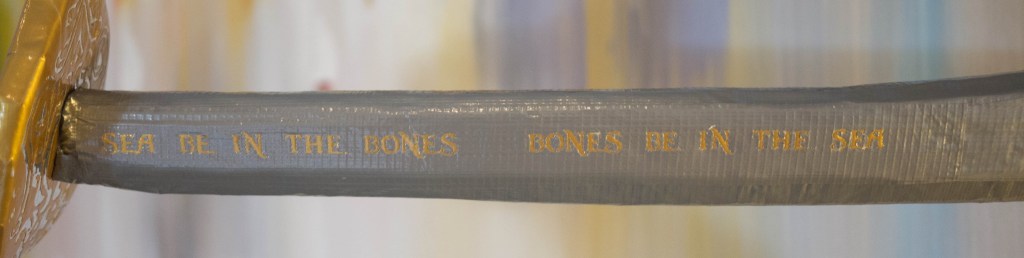 SEA BE IN THE BONES BONES BE IN THE SEA